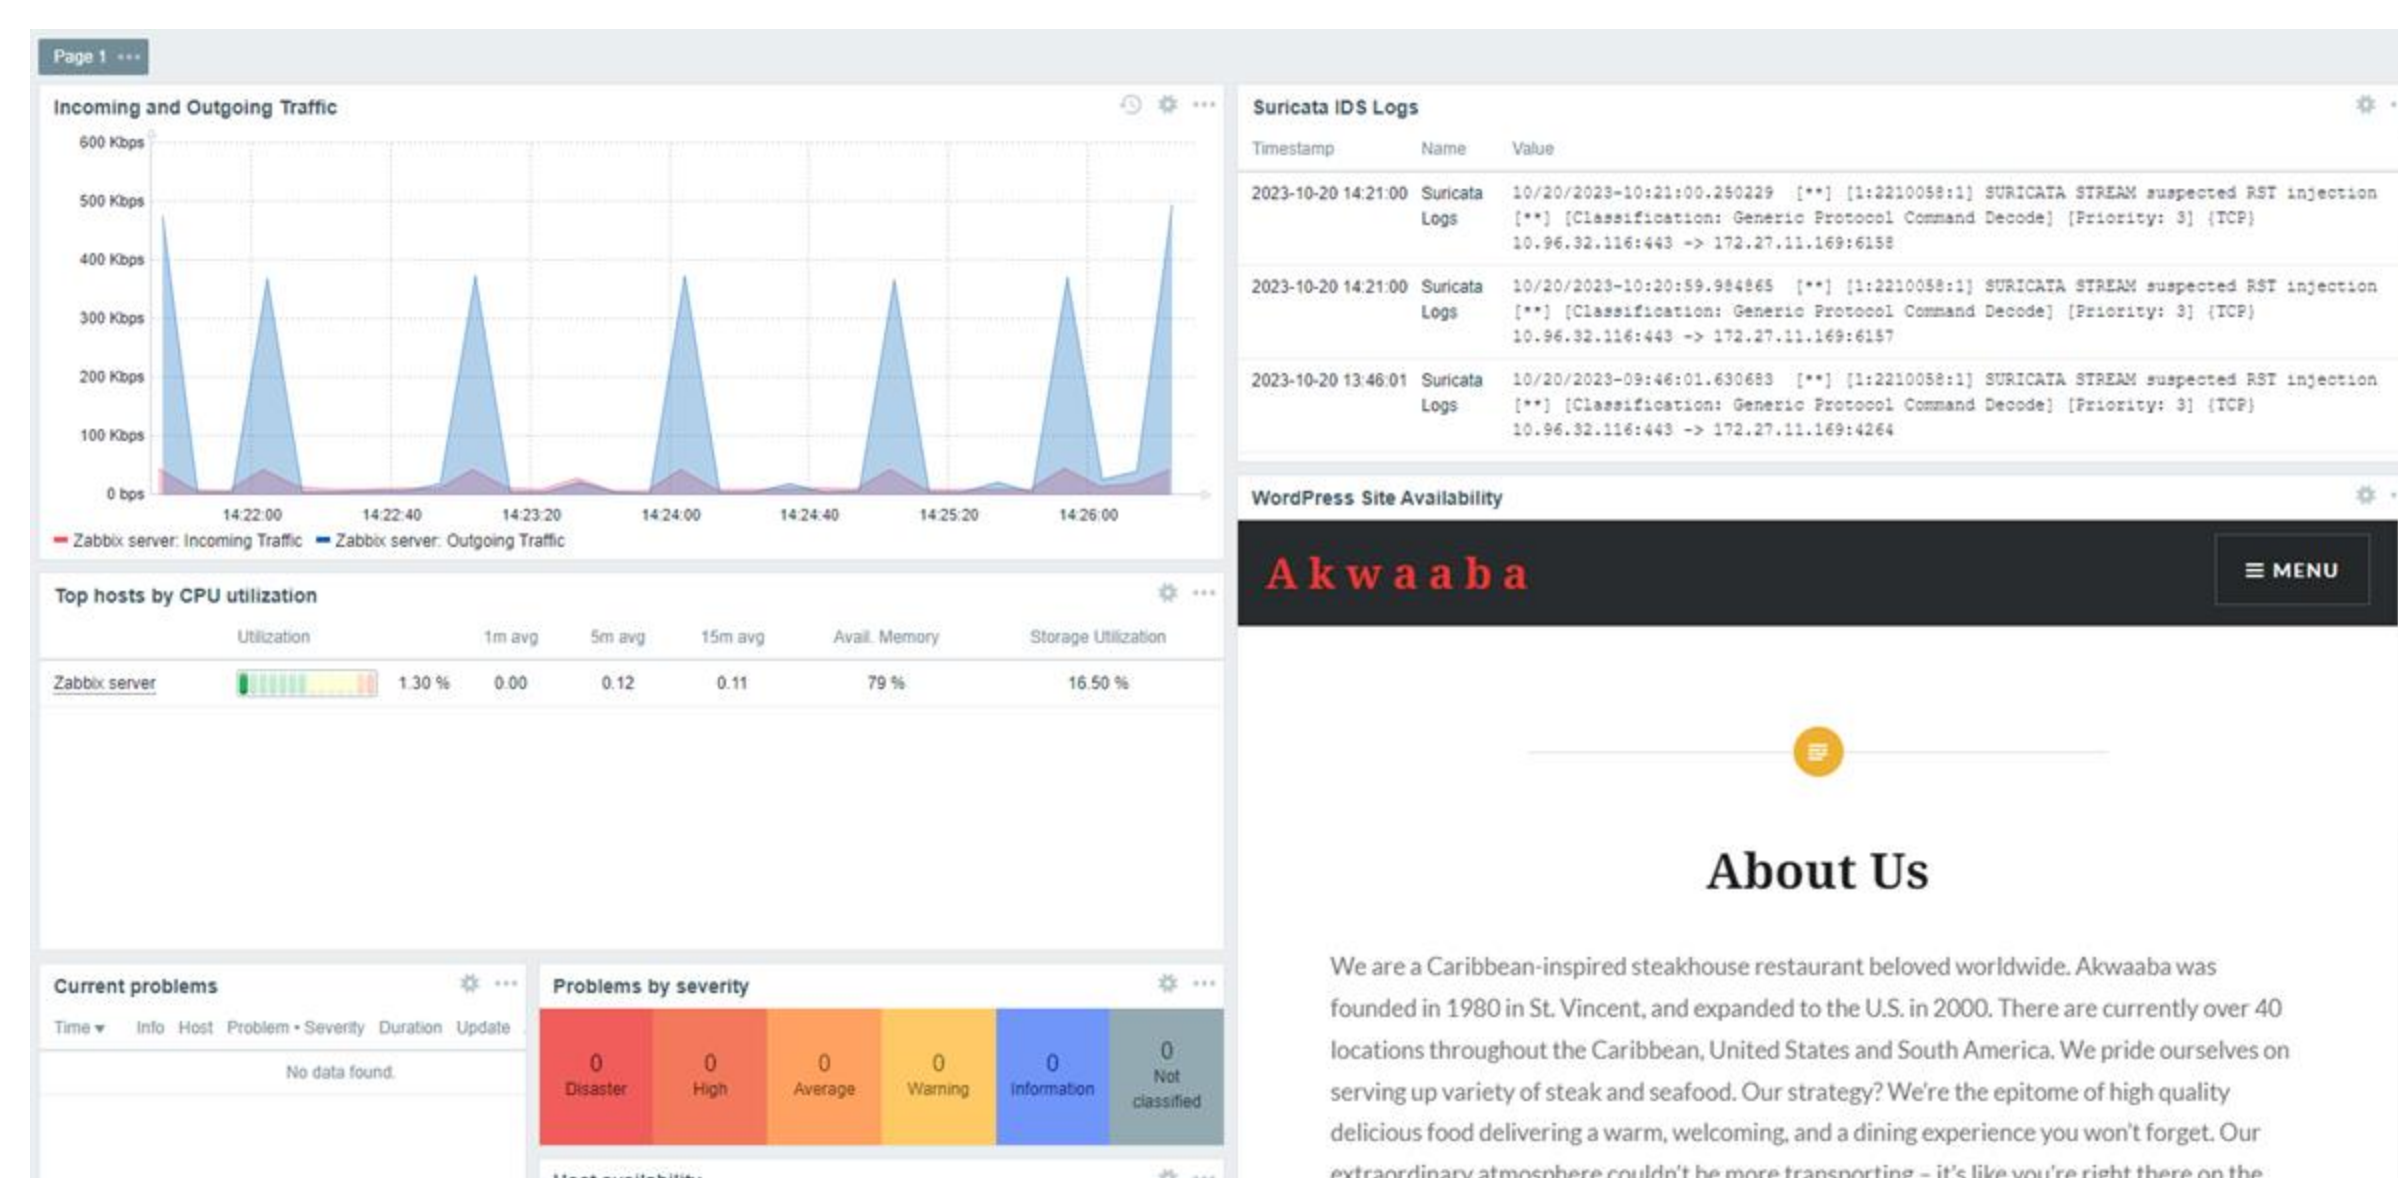 Page 1
Incoming and Outgoing Traffic
600 Kbps
500 Kbps
400 Kbps
300 Kbps
200 Kbps
100 Kbps
0 bps
14:22:00 14:22:40 14:23:20 14:24:00 14:24:40 14:25:20 14:26:00
Zabbix server: Incoming Traffic Zabbix server: Outgoing Traffic
Top hosts by CPU utilization
Utilization 1m avg 5m avg 15m avg Avail. Memory Storage Utilization
Zabbix server 1.30 % 0.00 0.12 0.11 79 % 16.50 %
Current problems
Time Info Host Problem • Severity Duration Update
No data found.
Problems by severity
0 0 0 0 0 0
Disaster High Average Warning Information Not
classified
Host availability
Suricata IDS Logs
Timestamp Name Value
2023-10-20 14:21:00 Suricata 10/20/2023-10:21:00.250229 [**] [1:2210058:1] SURICATA STREAM suspected RST injection
Logs [**] [Classification: Generic Protocol Command Decode] [Priority: 3] {TCP}
10.96.32.116:443 -> 172.27.11.169:6158
2023-10-20 14:21:00 Suricata 10/20/2023-10:20:59.984865 [**] [1:2210058:1] SURICATA STREAM suspected RST injection
Logs [**] [Classification: Generic Protocol Command Decode] [Priority: 3] {TCP}
10.96.32.116:443 -> 172.27.11.169:6157
2023-10-20 13:46:01 Suricata 10/20/2023-09:46:01.630683 [**] [1:2210058:1] SURICATA STREAM suspected RST injection
Logs [**] [Classification: Generic Protocol Command Decode] [Priority: 3] {TCP}
10.96.32.116:443 -> 172.27.11.169:4264
WordPress Site Availability
Akwaaba
MENU
About Us
We are a Caribbean-inspired steakhouse restaurant beloved worldwide. Akwaaba was
founded in 1980 in St. Vincent, and expanded to the U.S. in 2000. There are currently over 40
locations throughout the Caribbean, United States and South America. We pride ourselves on
serving up variety of steak and seafood. Our strategy? We're the epitome of high quality
delicious food delivering a warm, welcoming, and a dining experience you won't forget. Our
extraordinary atmosphere couldn't be more transporting – it's like you're right there on the